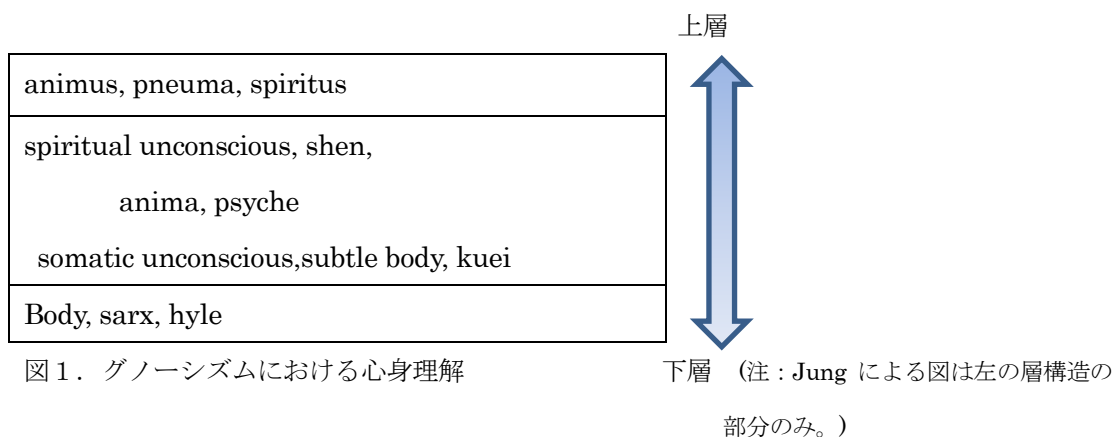 上層
animus, pneuma, spiritus
spiritual unconscious, shen,
anima, psyche
somatic unconscious,subtle body, kuei
Body, sarx, hyle
図1. グノーシズムにおける心身理解
下層 (注:Jung による図は左の層構造の
部分のみ。)